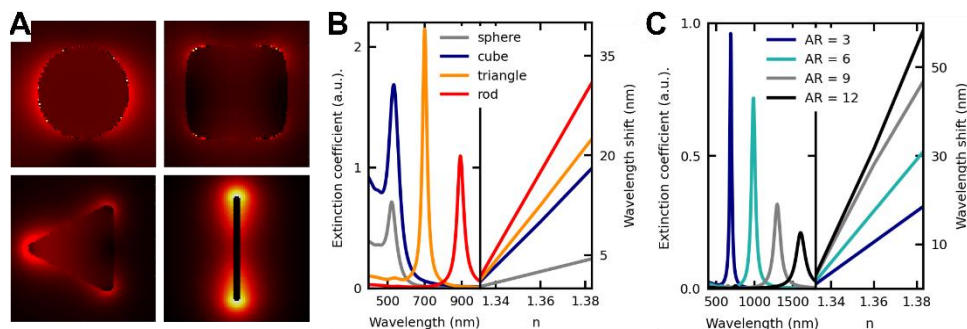 A
B
C
Extinction coefficient (a.u.)
2
1
0
sphere
cube
triangle
rod
35
20
5
Wavelength shift (nm)
500 700 900 1.34 1.36 1.38
Wavelength (nm) n
Extinction coefficient (a.u.)
1.0
0.5
0.0
AR = 3
AR = 6
AR = 9
AR = 12
50
30
10
Wavelength shift (nm)
500 1000 1500 1.34 1.36 1.38
Wavelength (nm) n